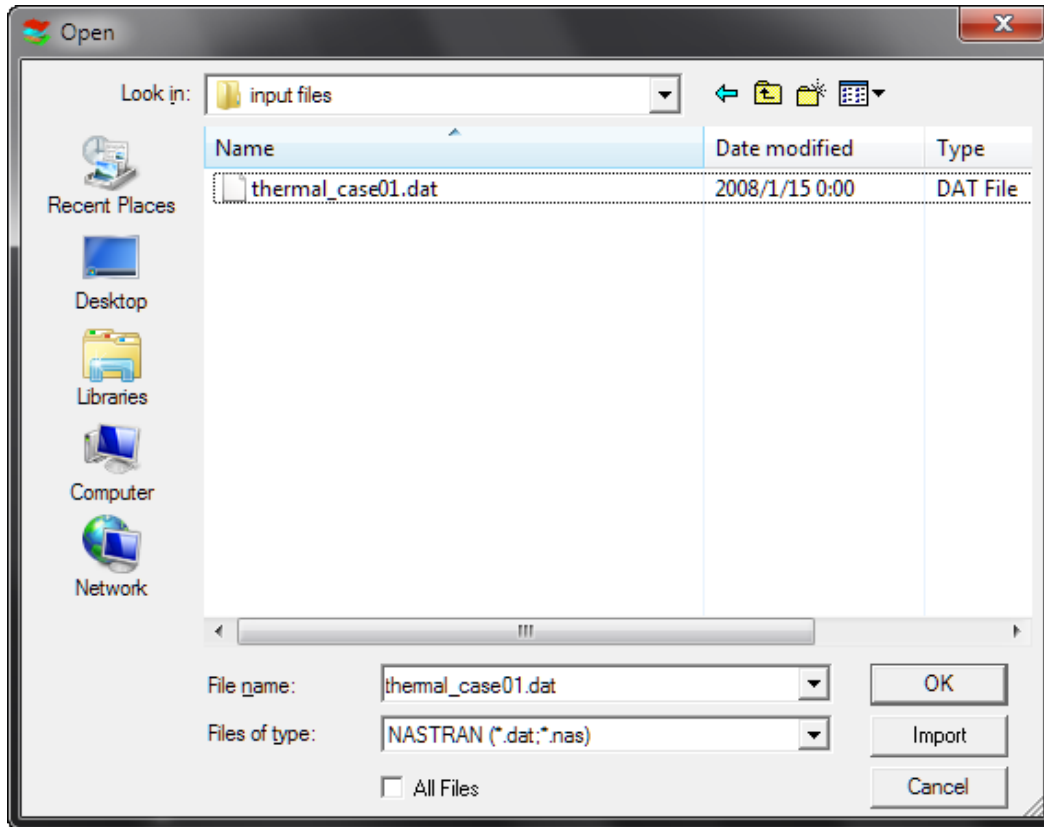 Open
Look in: input files
Name Date modified Type
thermal_case01.dat 2008/1/15 0:00 DAT File
Recent Places
Desktop
Libraries
Computer
Network
File name: thermal_case01.dat OK
Files of type: NASTRAN (*.dat;*.nas) Import
All Files Cancel